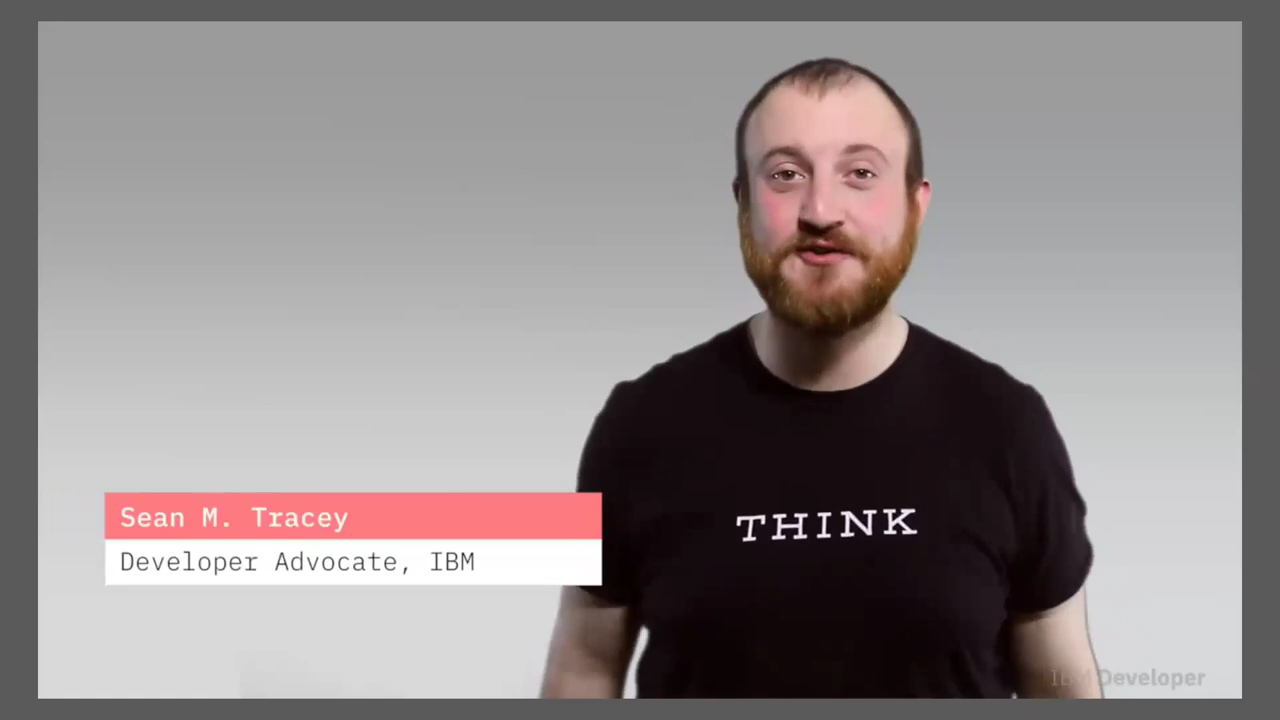 Sean M. Tracey
Developer Advocate, IBM
THINK
IBM Developer